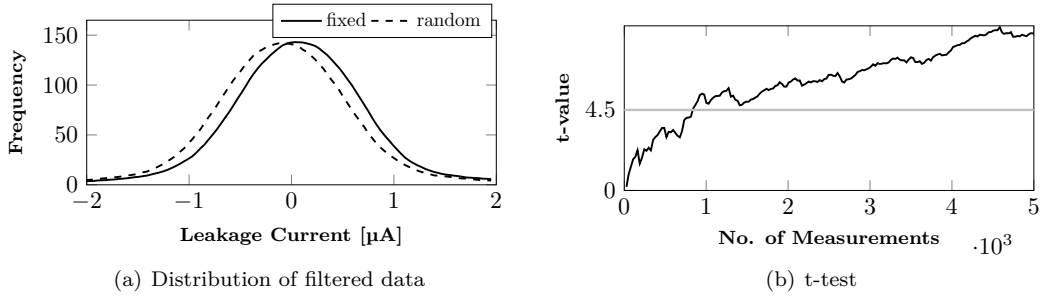 fixed random
150
100
50
0
Frequency
−2 −1 0 1 2
Leakage Current [µA]
(a) Distribution of filtered data
4.5
0
t-value
0 1 2 3 4 5
No. of Measurements
·10³
(b) t-test